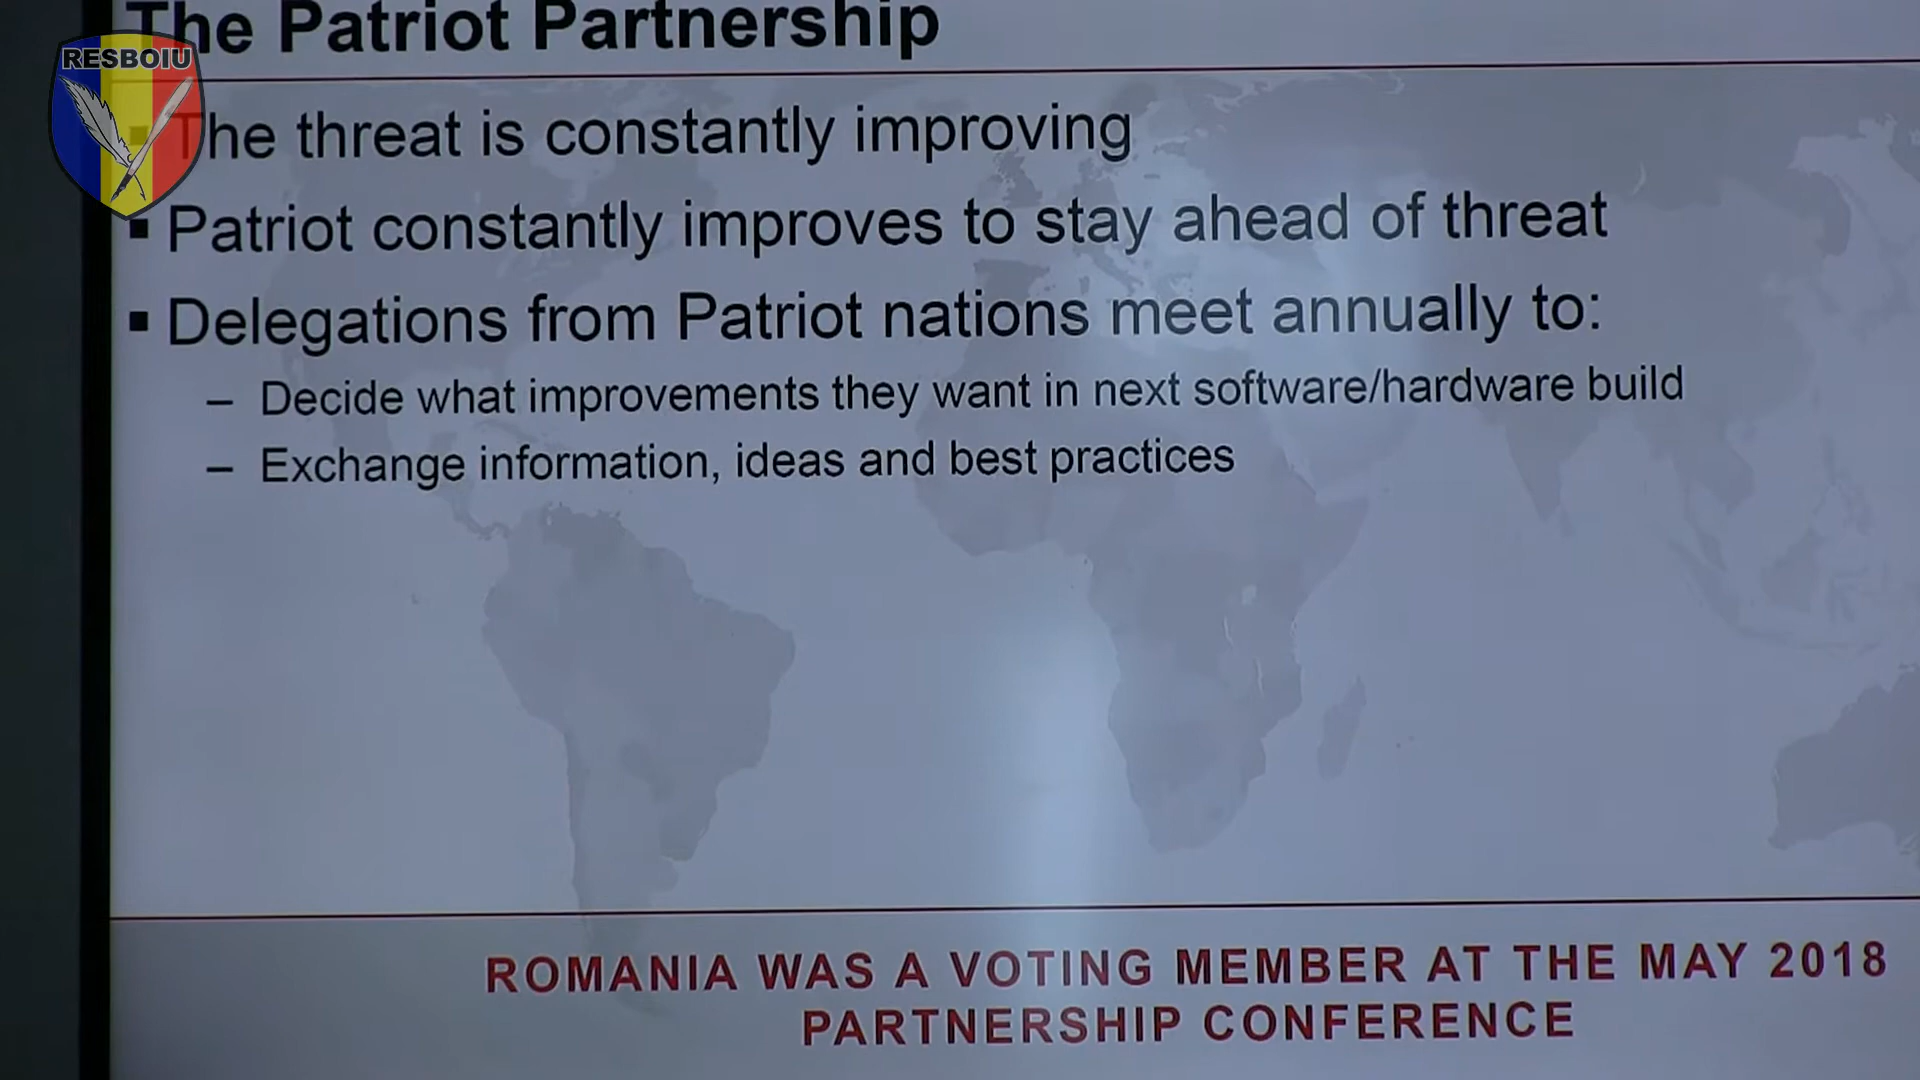 The Patriot Partnership
RESBOIU
▪ The threat is constantly improving
▪ Patriot constantly improves to stay ahead of threat
▪ Delegations from Patriot nations meet annually to:
– Decide what improvements they want in next software/hardware build
– Exchange information, ideas and best practices
ROMANIA WAS A VOTING MEMBER AT THE MAY 2018
PARTNERSHIP CONFERENCE